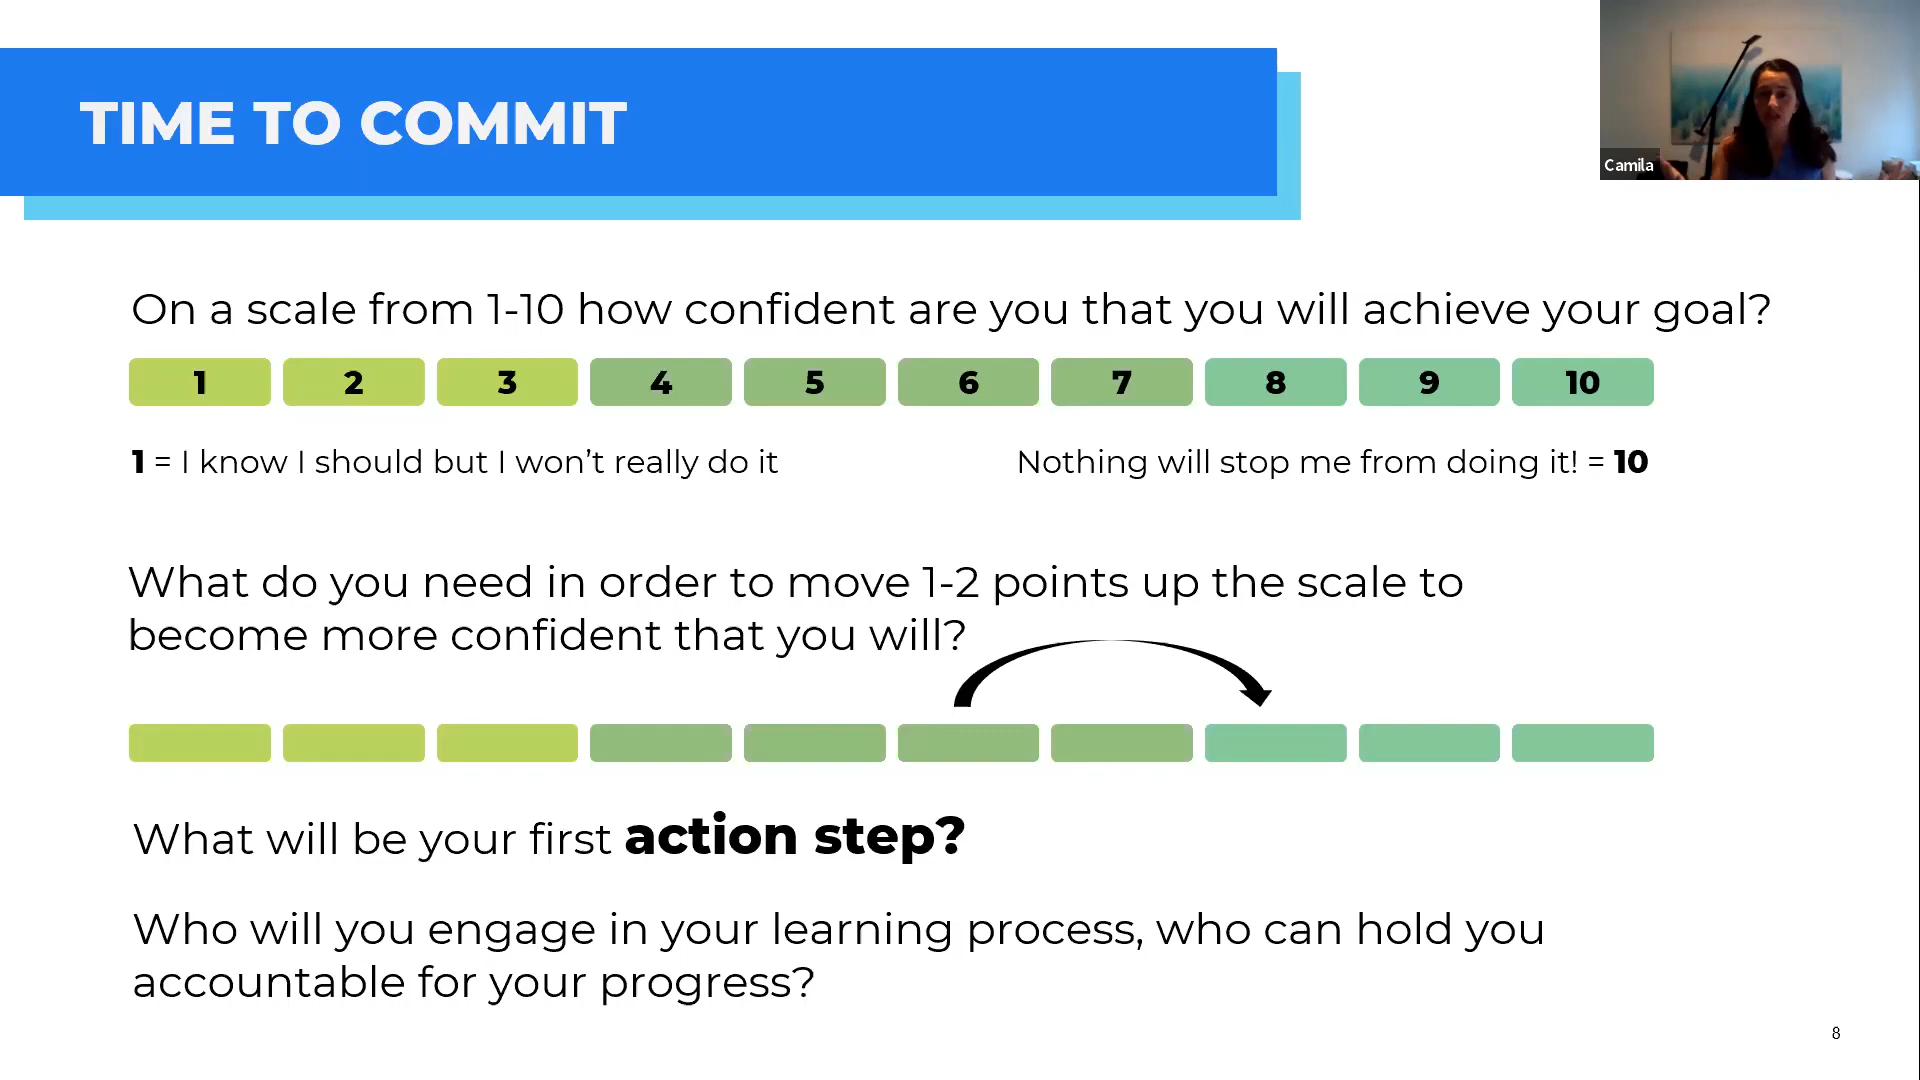 TIME TO COMMIT
Camila
On a scale from 1-10 how confident are you that you will achieve your goal?
1 2 3 4 5 6 7 8 9 10
1 = I know I should but I won’t really do it
Nothing will stop me from doing it! = 10
What do you need in order to move 1-2 points up the scale to
become more confident that you will?
What will be your first action step?
Who will you engage in your learning process, who can hold you
accountable for your progress?
8